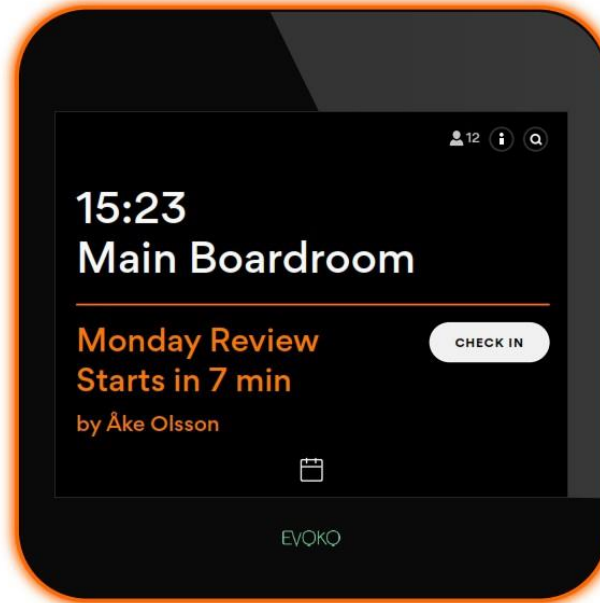 12
15:23
Main Boardroom
Monday Review
CHECK IN
Starts in 7 min
by Åke Olsson
EVOKO